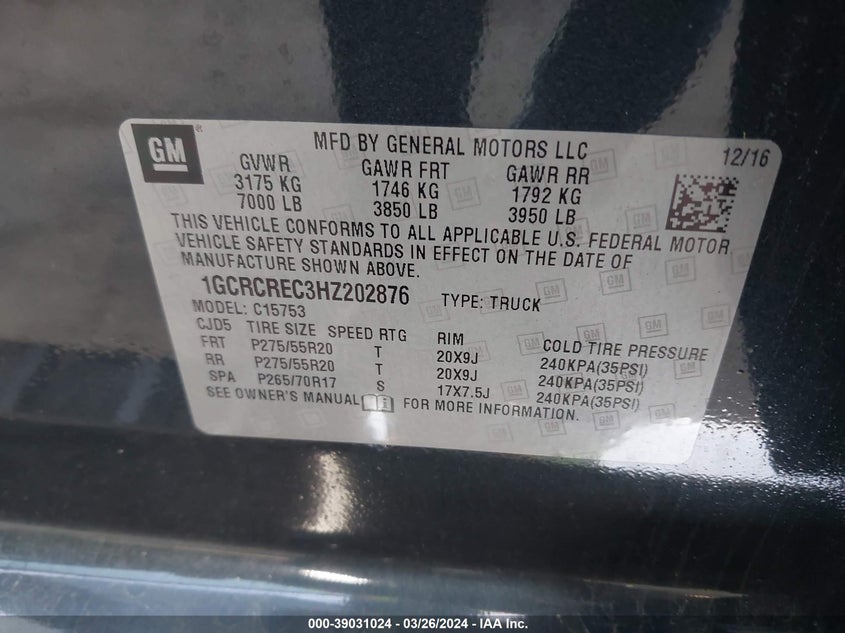 GM
MFD BY GENERAL MOTORS LLC
12/16
GVWR GAWR FRT GAWR RR
3175 KG 1746 KG 1792 KG
7000 LB 3850 LB 3950 LB
THIS VEHICLE CONFORMS TO ALL APPLICABLE U.S. FEDERAL MOTOR
VEHICLE SAFETY STANDARDS IN EFFECT ON THE DATE OF
MANUFACTURE SHOWN ABOVE.
1GCRCREC3HZ202876 TYPE: TRUCK
MODEL: C15753
CJD5 TIRE SIZE SPEED RTG RIM COLD TIRE PRESSURE
FRT P275/55R20 T 20X9J 240KPA(35PSI)
RR P275/55R20 T 20X9J 240KPA(35PSI)
SPA P265/70R17 S 17X7.5J 240KPA(35PSI)
SEE OWNER'S MANUAL FOR MORE INFORMATION.
000-39031024 - 03/26/2024 - IAA Inc.